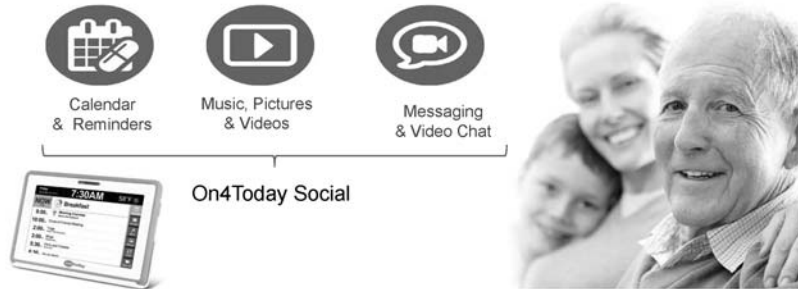 Calendar
& Reminders
Music, Pictures
& Videos
Messaging
& Video Chat
On4Today Social
7:30AM
NOW
Breakfast